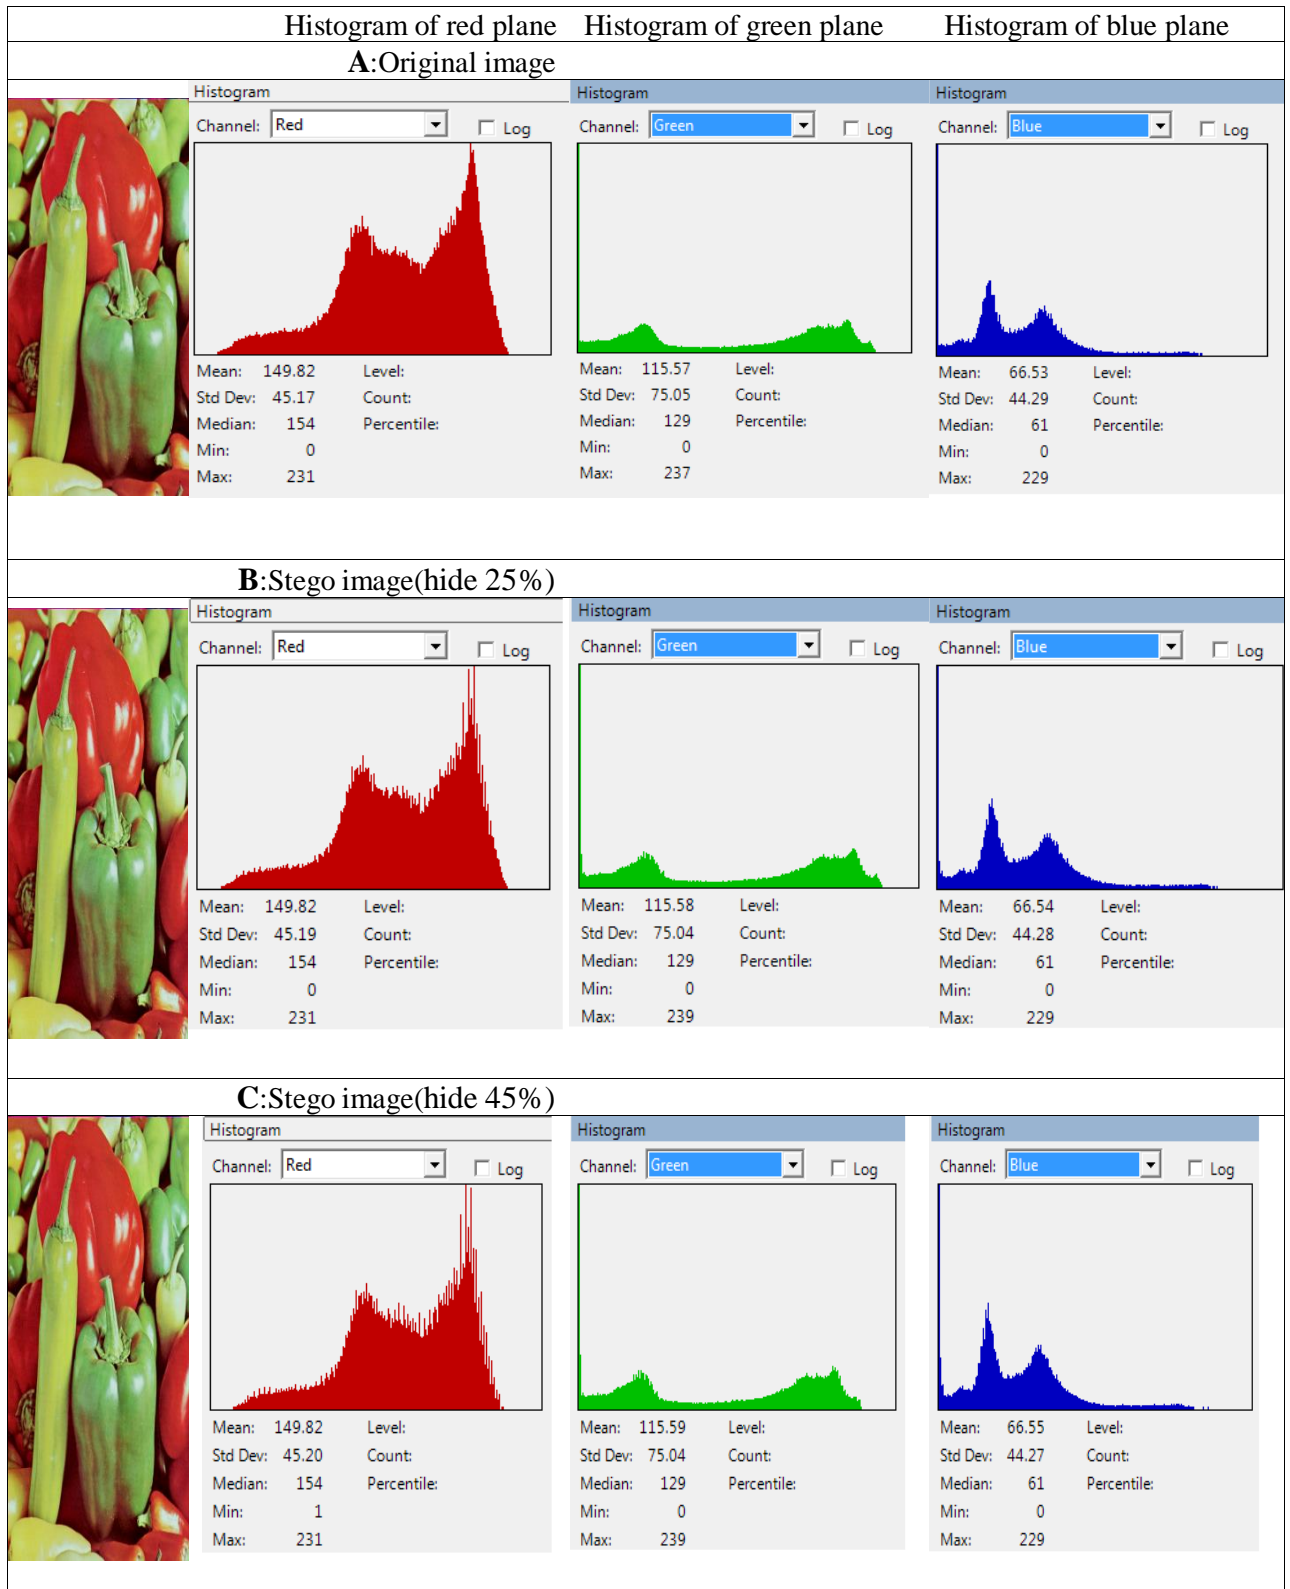 Histogram of red plane Histogram of green plane Histogram of blue plane
A:Original image
Histogram Histogram Histogram
Channel: Red Log Channel: Green Log Channel: Blue Log
Mean: 149.82 Level: Mean: 115.57 Level: Mean: 66.53 Level:
Std Dev: 45.17 Count: Std Dev: 75.05 Count: Std Dev: 44.29 Count:
Median: 154 Percentile: Median: 129 Percentile: Median: 61 Percentile:
Min: 0 Min: 0 Min: 0
Max: 231 Max: 237 Max: 229
B:Stego image(hide 25%)
Histogram Histogram Histogram
Channel: Red Log Channel: Green Log Channel: Blue Log
Mean: 149.82 Level: Mean: 115.58 Level: Mean: 66.54 Level:
Std Dev: 45.19 Count: Std Dev: 75.04 Count: Std Dev: 44.28 Count:
Median: 154 Percentile: Median: 129 Percentile: Median: 61 Percentile:
Min: 0 Min: 0 Min: 0
Max: 231 Max: 239 Max: 229
C:Stego image(hide 45%)
Histogram Histogram Histogram
Channel: Red Log Channel: Green Log Channel: Blue Log
Mean: 149.82 Level: Mean: 115.59 Level: Mean: 66.55 Level:
Std Dev: 45.20 Count: Std Dev: 75.04 Count: Std Dev: 44.27 Count:
Median: 154 Percentile: Median: 129 Percentile: Median: 61 Percentile:
Min: 1 Min: 0 Min: 0
Max: 231 Max: 239 Max: 229